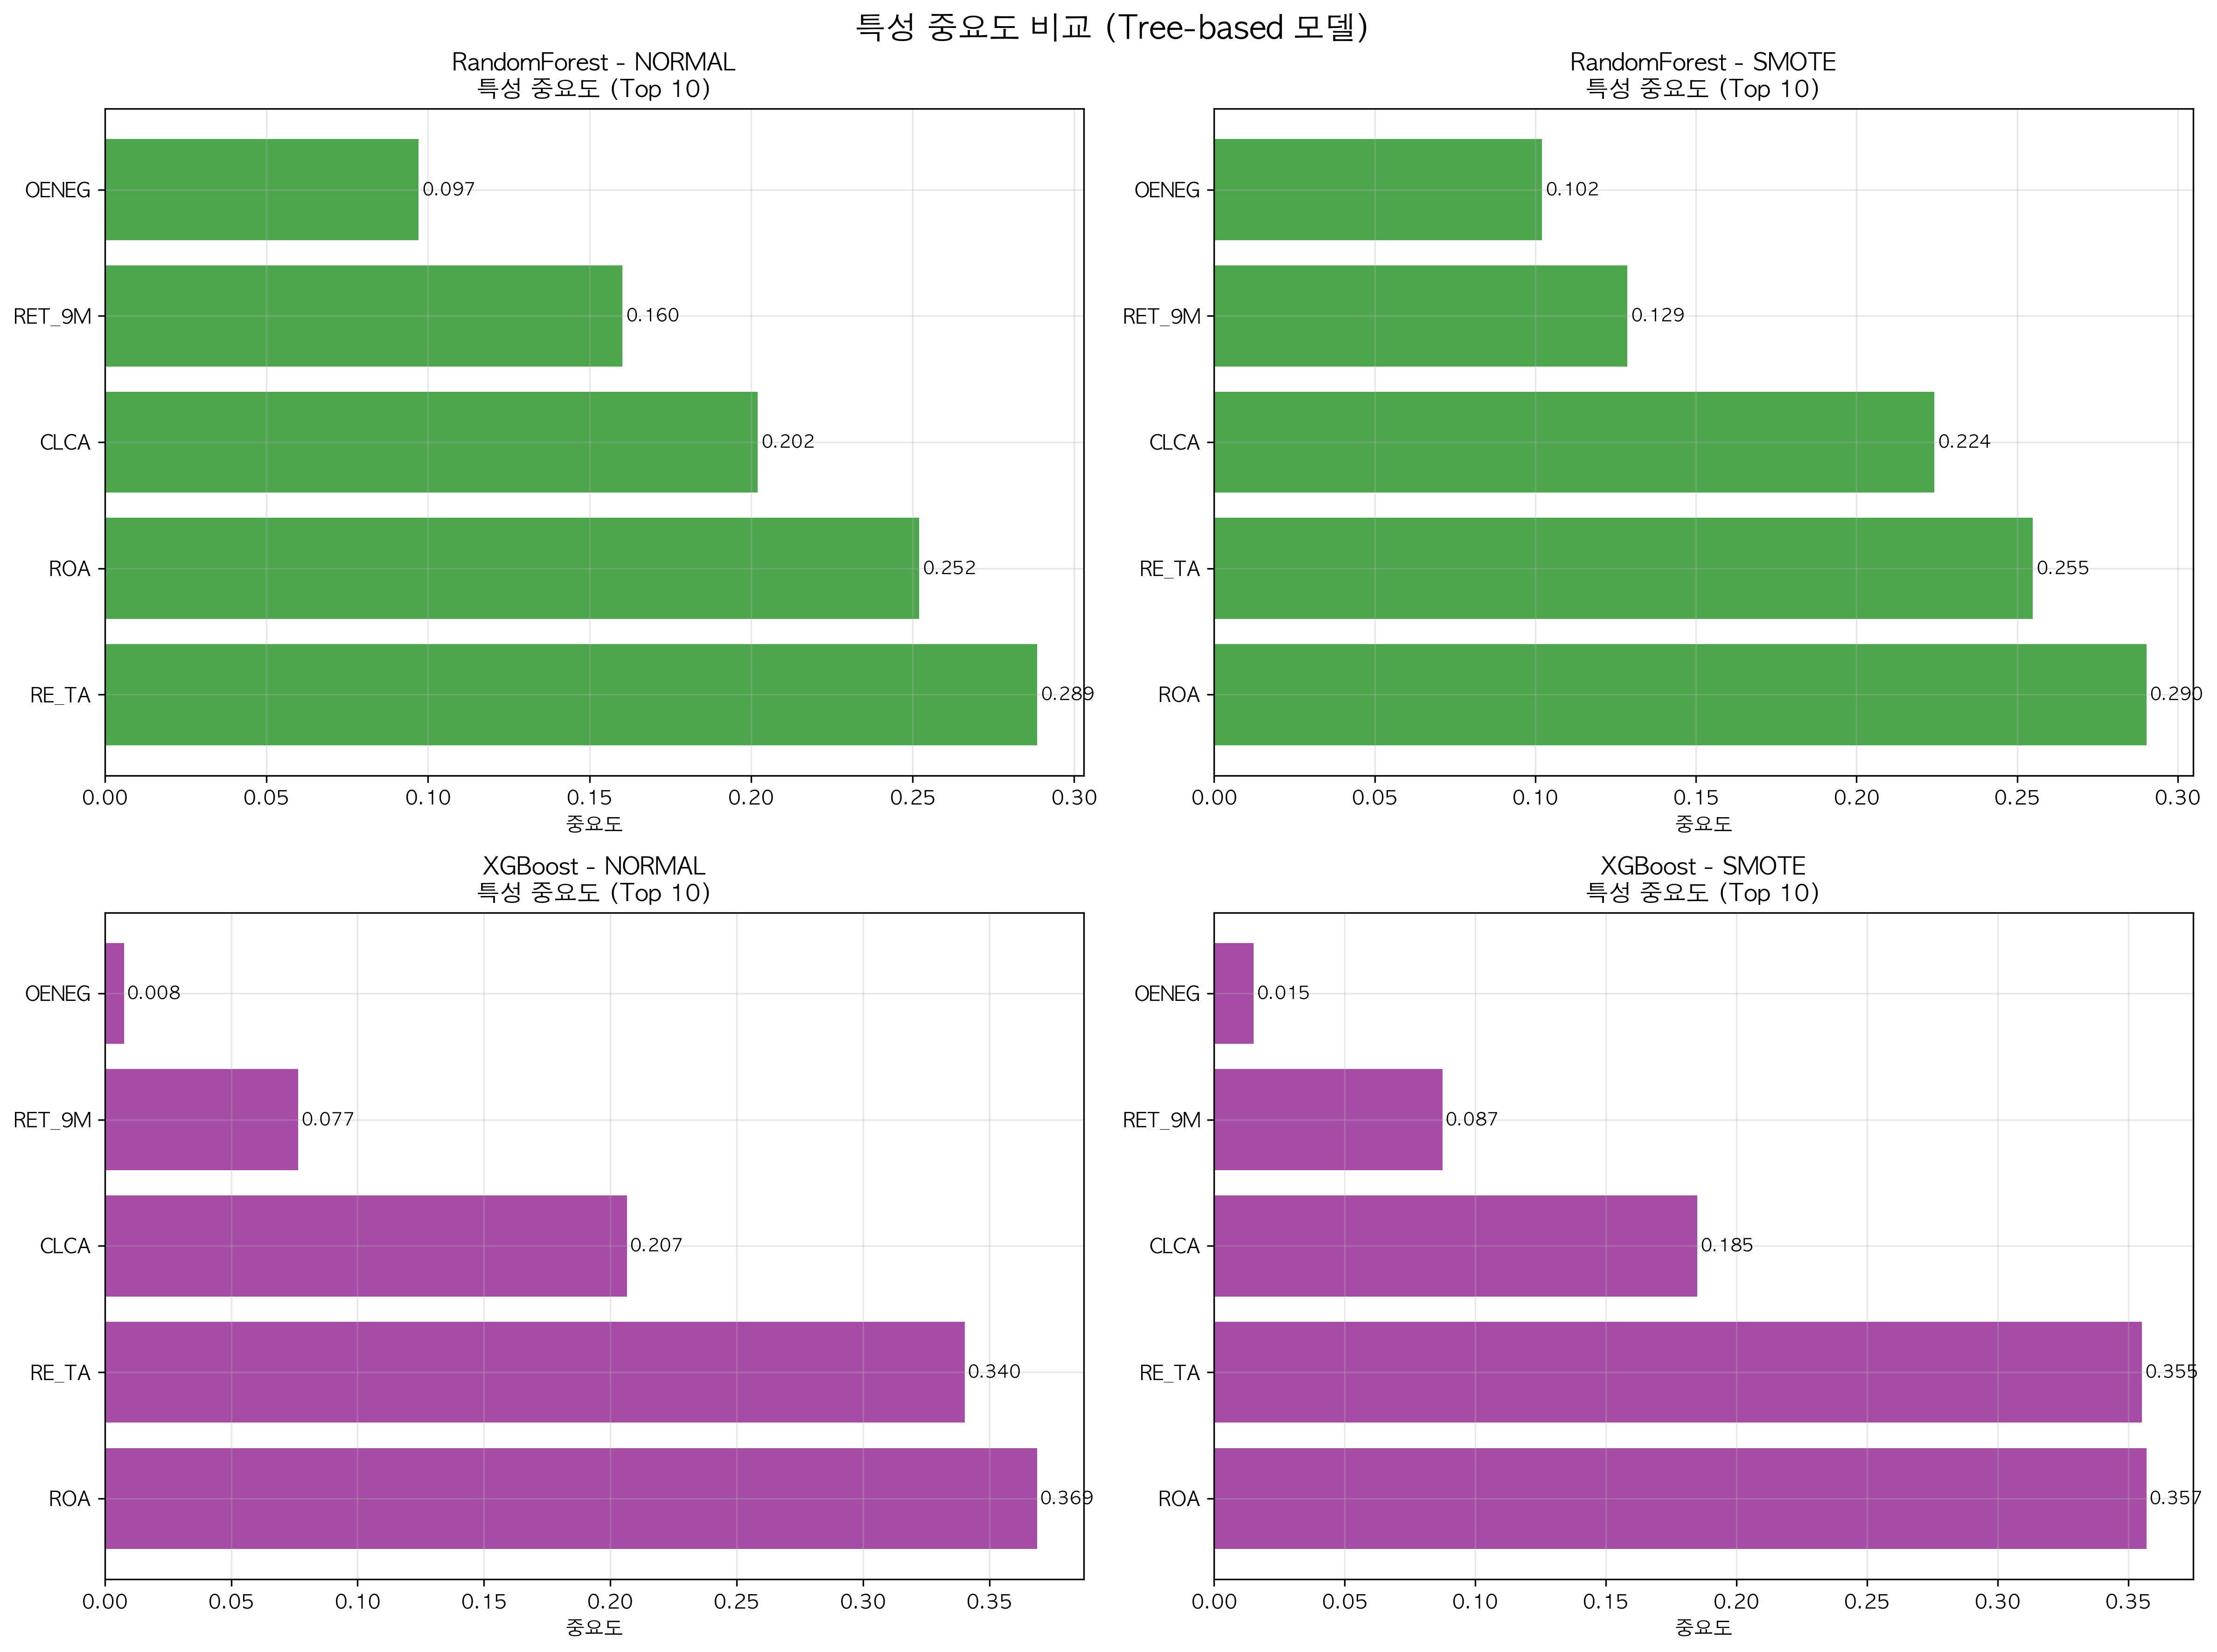 특성 중요도 비교 (Tree-based 모델)
RandomForest - NORMAL
특성 중요도 (Top 10)
OENEG
0.097
RET_9M
0.160
CLCA
0.202
ROA
0.252
RE_TA
0.289
0.00 0.05 0.10 0.15 0.20 0.25 0.30
중요도
RandomForest - SMOTE
특성 중요도 (Top 10)
OENEG
0.102
RET_9M
0.129
CLCA
0.224
RE_TA
0.255
ROA
0.290
0.00 0.05 0.10 0.15 0.20 0.25 0.30
중요도
XGBoost - NORMAL
특성 중요도 (Top 10)
OENEG
0.008
RET_9M
0.077
CLCA
0.207
RE_TA
0.340
ROA
0.369
0.00 0.05 0.10 0.15 0.20 0.25 0.30 0.35
중요도
XGBoost - SMOTE
특성 중요도 (Top 10)
OENEG
0.015
RET_9M
0.087
CLCA
0.185
RE_TA
0.355
ROA
0.357
0.00 0.05 0.10 0.15 0.20 0.25 0.30 0.35
중요도